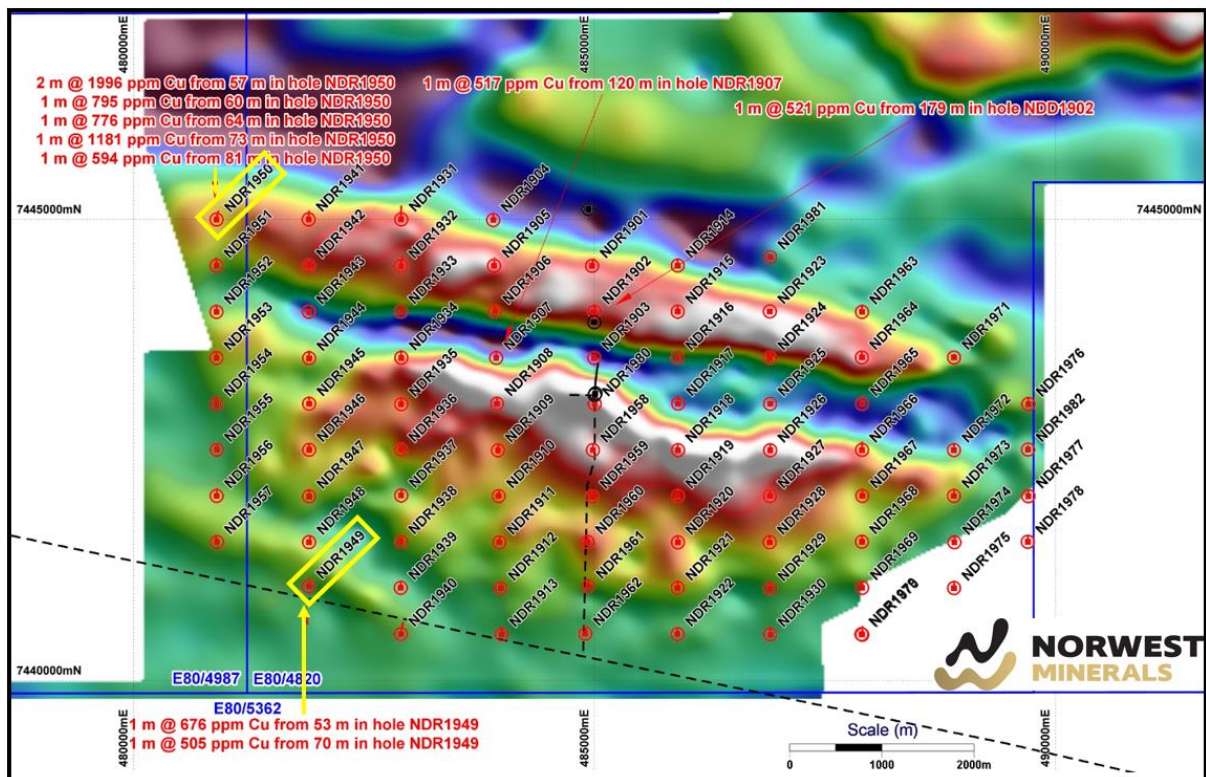 480000mE
485000mE
490000mE
2 m @ 1996 ppm Cu from 57 m in hole NDR1950
1 m @ 795 ppm Cu from 60 m in hole NDR1950
1 m @ 776 ppm Cu from 64 m in hole NDR1950
1 m @ 1181 ppm Cu from 73 m in hole NDR1950
1 m @ 594 ppm Cu from 81 m in hole NDR1950
1 m @ 517 ppm Cu from 120 m in hole NDR1907
1 m @ 521 ppm Cu from 179 m in hole NDD1902
7445000mN
7445000mN
NDR1950
NDR1941
NDR1931
NDR1904
NDR1951
NDR1942
NDR1932
NDR1905
NDR1901
NDR1914
NDR1981
NDR1952
NDR1943
NDR1933
NDR1906
NDR1902
NDR1915
NDR1923
NDR1963
NDR1953
NDR1944
NDR1934
NDR1907
NDR1903
NDR1916
NDR1924
NDR1964
NDR1971
NDR1954
NDR1945
NDR1935
NDR1908
NDR1980
NDR1917
NDR1925
NDR1965
NDR1976
NDR1955
NDR1946
NDR1936
NDR1909
NDR1958
NDR1918
NDR1926
NDR1966
NDR1972
NDR1982
NDR1956
NDR1947
NDR1937
NDR1910
NDR1959
NDR1919
NDR1927
NDR1967
NDR1973
NDR1977
NDR1957
NDR1948
NDR1938
NDR1911
NDR1960
NDR1920
NDR1928
NDR1968
NDR1974
NDR1978
NDR1949
NDR1939
NDR1912
NDR1961
NDR1921
NDR1929
NDR1969
NDR1975
NDR1940
NDR1913
NDR1962
NDR1922
NDR1930
7440000mN
E80/4987
E80/4820
E80/5362
NORWEST
MINERALS
1 m @ 676 ppm Cu from 53 m in hole NDR1949
1 m @ 505 ppm Cu from 70 m in hole NDR1949
Scale (m)
0
1000
2000m
480000mE
485000mE
490000mE